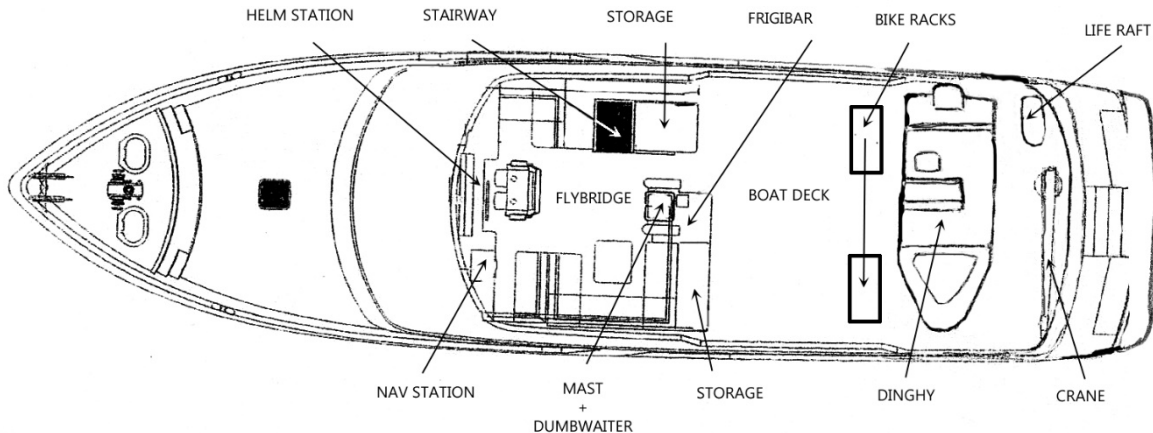 HELM STATION
STAIRWAY
STORAGE
FRIGIBAR
BIKE RACKS
LIFE RAFT
FLYBRIDGE
BOAT DECK
NAV STATION
MAST
+
DUMBWAITER
STORAGE
DINGHY
CRANE